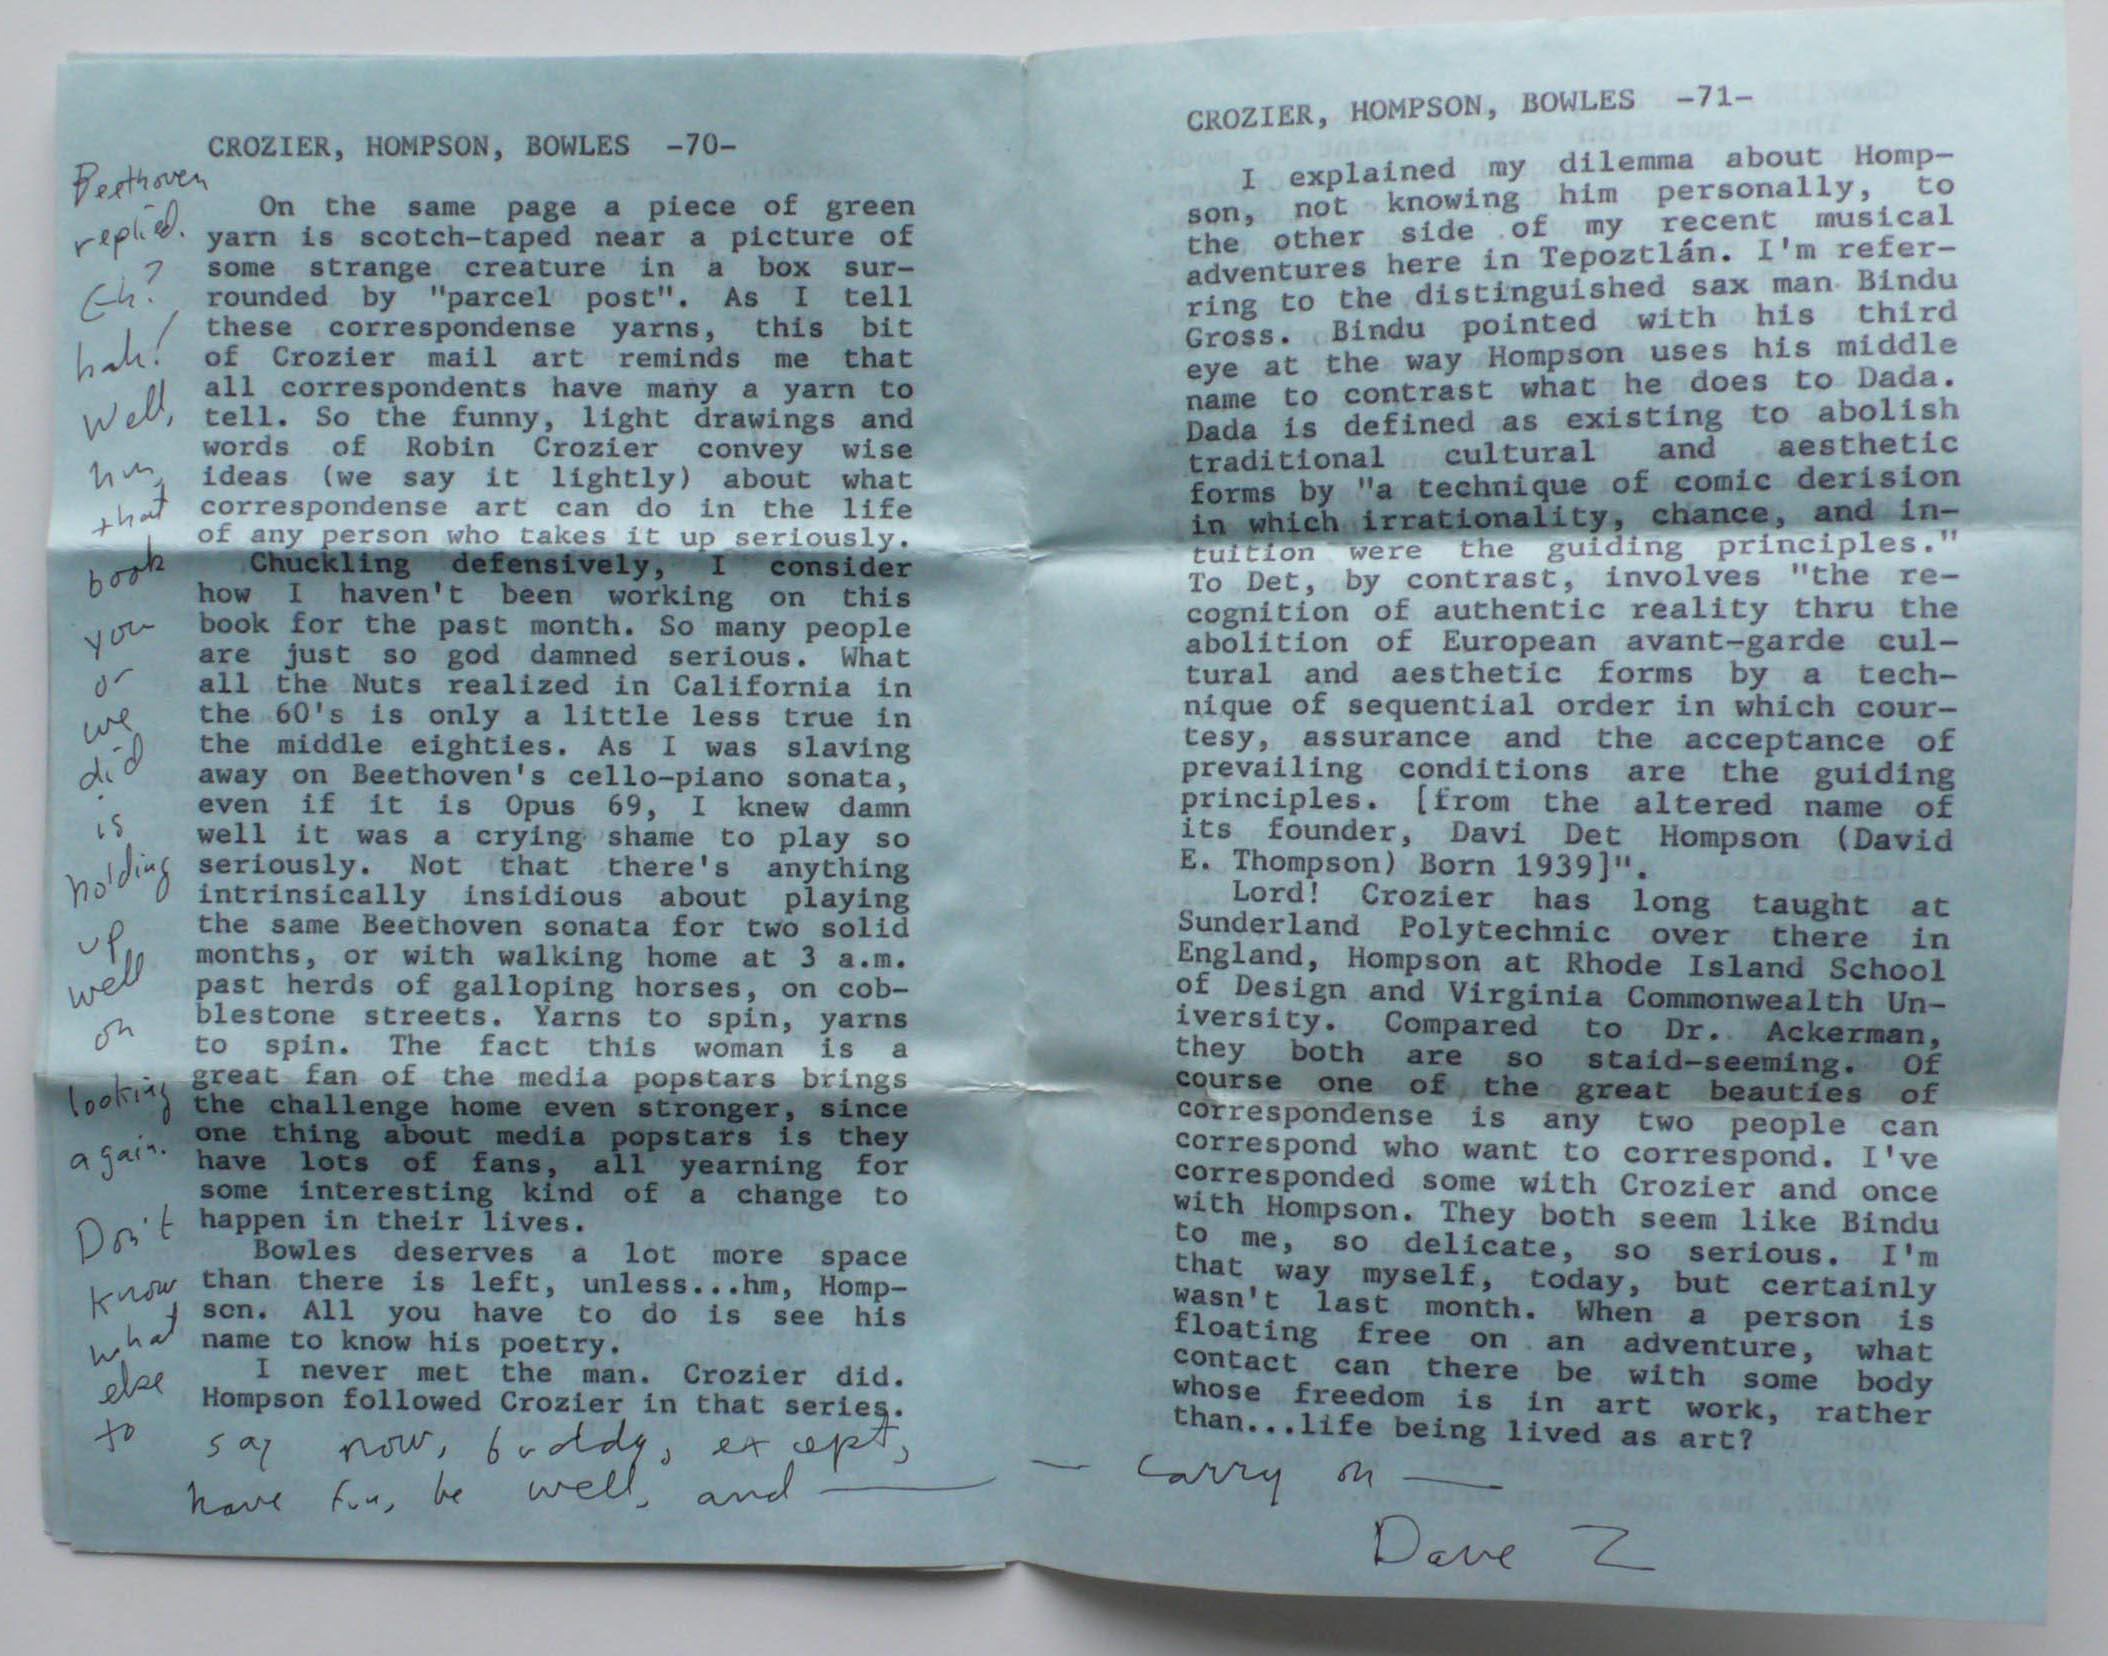 CROZIER, HOMPSON, BOWLES -70-
On the same page a piece of green
yarn is scotch-taped near a picture of
some strange creature in a box sur-
rounded by "parcel post". As I tell
these correspondense yarns, this bit
of Crozier mail art reminds me that
all correspondents have many a yarn to
tell. So the funny, light drawings and
words of Robin Crozier convey wise
ideas (we say it lightly) about what
correspondense art can do in the life
of any person who takes it up seriously.
Chuckling defensively, I consider
how I haven't been working on this
book for the past month. So many people
are just so god damned serious. What
all the Nuts realized in California in
the 60's is only a little less true in
the middle eighties. As I was slaving
away on Beethoven's cello-piano sonata,
even if it is Opus 69, I knew damn
well it was a crying shame to play so
seriously. Not that there's anything
intrinsically insidious about playing
the same Beethoven sonata for two solid
months, or with walking home at 3 a.m.
past herds of galloping horses, on cob-
blestone streets. Yarns to spin, yarns
to spin. The fact this woman is a
great fan of the media popstars brings
the challenge home even stronger, since
one thing about media popstars is they
have lots of fans, all yearning for
some interesting kind of a change to
happen in their lives.
Bowles deserves a lot more space
than there is left, unless...hm, Homp-
scn. All you have to do is see his
name to know his poetry.
I never met the man. Crozier did.
Hompson followed Crozier in that series.
Beethoven
replied.
Eh?
hah!
Well,
hm,
that
book
you
or
we
did
is
holding
up
well
on
looking
again.
Don't
know
what
else
to
say now, buddy, except,
have fun, be well, and —
CROZIER, HOMPSON, BOWLES -71-
I explained my dilemma about Homp-
son, not knowing him personally, to
the other side of my recent musical
adventures here in Tepoztlán. I'm refer-
ring to the distinguished sax man Bindu
Gross. Bindu pointed with his third
eye at the way Hompson uses his middle
name to contrast what he does to Dada.
Dada is defined as existing to abolish
traditional cultural and aesthetic
forms by "a technique of comic derision
in which irrationality, chance, and in-
tuition were the guiding principles."
To Det, by contrast, involves "the re-
cognition of authentic reality thru the
abolition of European avant-garde cul-
tural and aesthetic forms by a tech-
nique of sequential order in which cour-
tesy, assurance and the acceptance of
prevailing conditions are the guiding
principles. [from the altered name of
its founder, Davi Det Hompson (David
E. Thompson) Born 1939]".
Lord! Crozier has long taught at
Sunderland Polytechnic over there in
England, Hompson at Rhode Island School
of Design and Virginia Commonwealth Un-
iversity. Compared to Dr. Ackerman,
they both are so staid-seeming. Of
course one of the great beauties of
correspondense is any two people can
correspond who want to correspond. I've
corresponded some with Crozier and once
with Hompson. They both seem like Bindu
to me, so delicate, so serious. I'm
that way myself, today, but certainly
wasn't last month. When a person is
floating free on an adventure, what
contact can there be with some body
whose freedom is in art work, rather
than...life being lived as art?
— carry on —
Dave Z